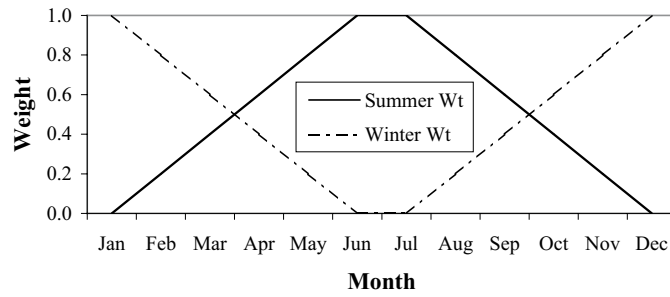 1.0
0.8
0.6
0.4
0.2
0.0
Weight
Summer Wt
Winter Wt
Jan Feb Mar Apr May Jun Jul Aug Sep Oct Nov Dec
Month